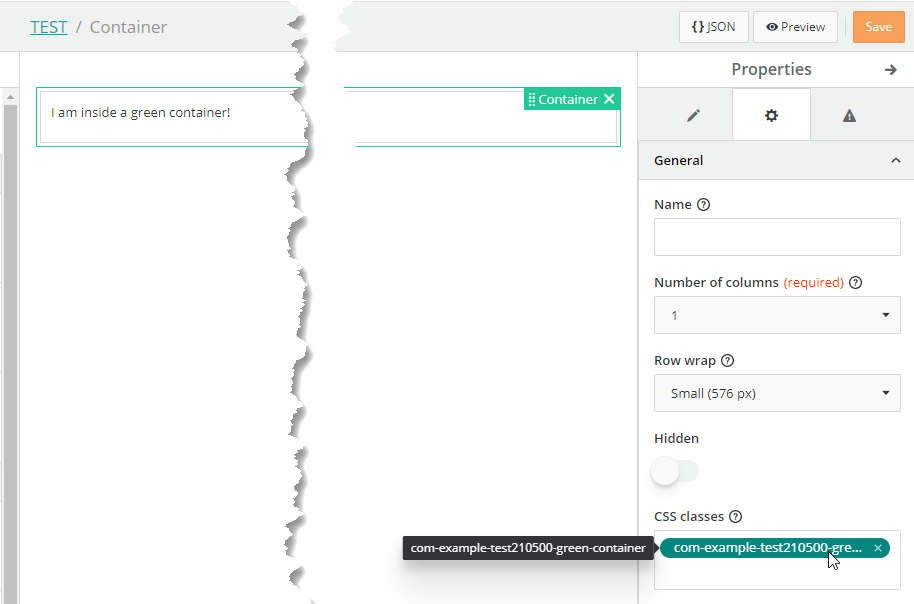 TEST / Container
{} JSON
Preview
Save
Properties
I am inside a green container!
Container
General
Name
Number of columns (required)
1
Row wrap
Small (576 px)
Hidden
CSS classes
com-example-test210500-green-container
com-example-test210500-gre...